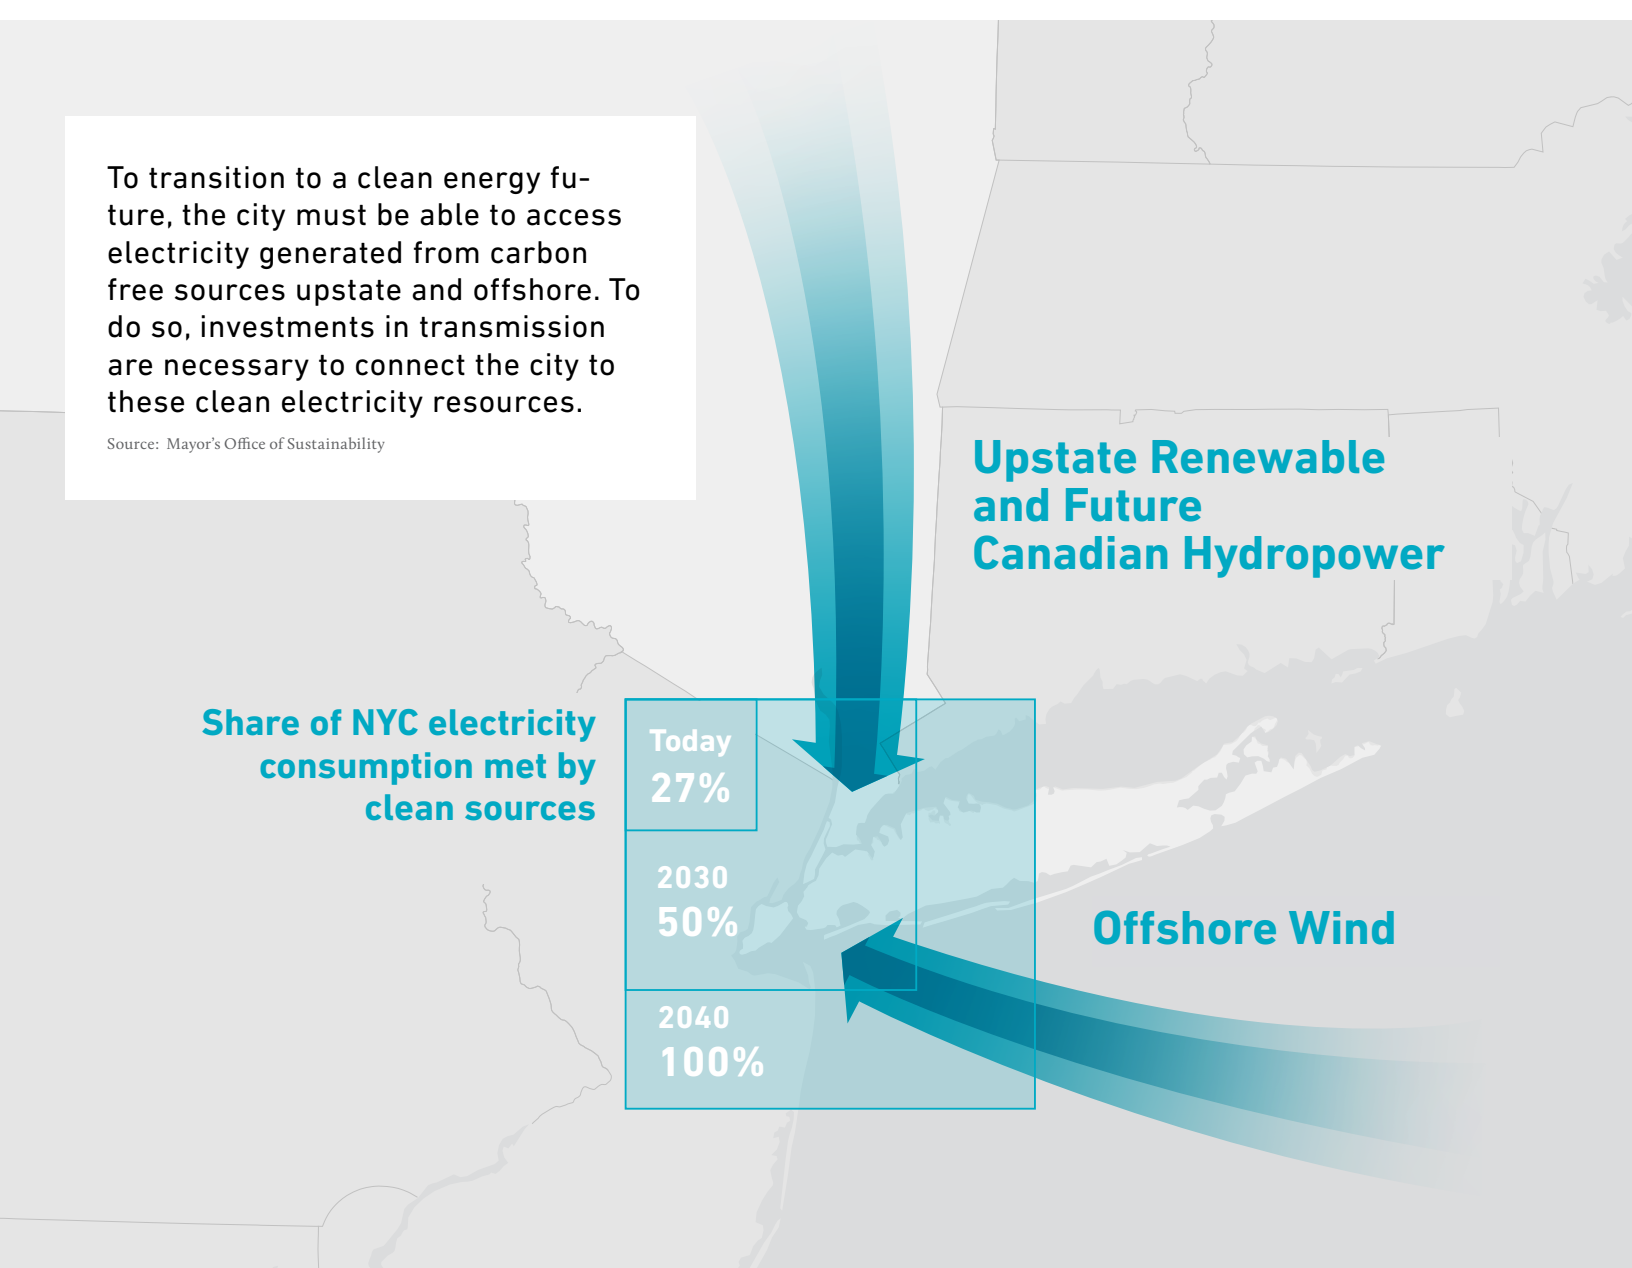 To transition to a clean energy fu-
ture, the city must be able to access
electricity generated from carbon
free sources upstate and offshore. To
do so, investments in transmission
are necessary to connect the city to
these clean electricity resources.
Source: Mayor’s Office of Sustainability
Upstate Renewable
and Future
Canadian Hydropower
Share of NYC electricity
consumption met by
clean sources
Today
27%
2030
50%
2040
100%
Offshore Wind